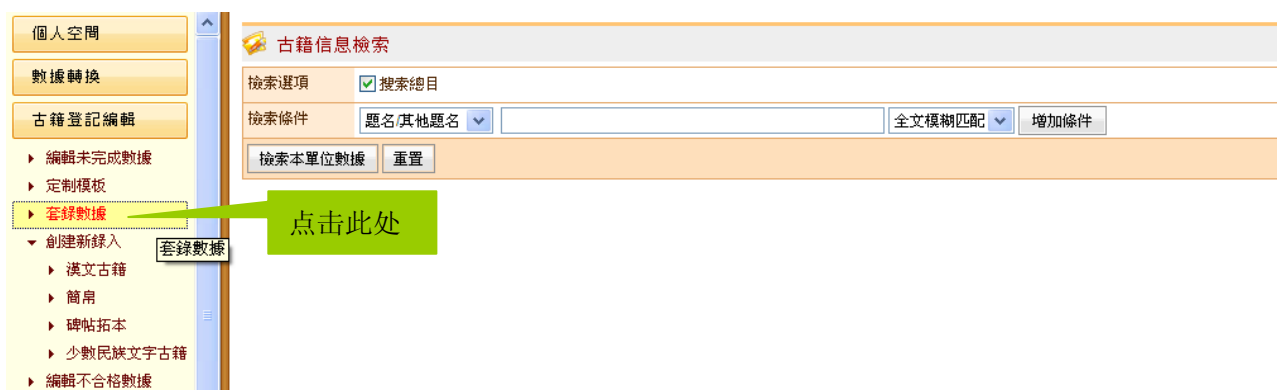 個人空間
數據轉換
古籍登記編輯
編輯未完成數據
定制模板
套錄數據
創建新錄入
套錄數據
漢文古籍
簡帛
碑帖拓本
少數民族文字古籍
編輯不合格數據
古籍信息檢索
檢索選項 搜索總目
檢索條件 題名/其他題名 全文模糊匹配 增加條件
檢索本單位數據 重置
点击此处